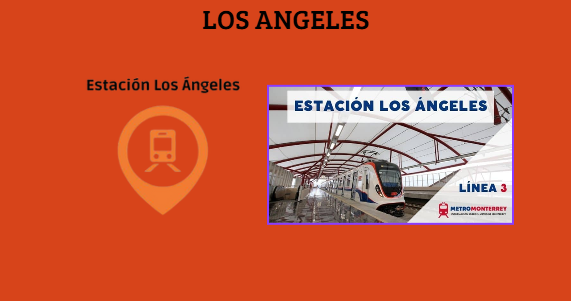 LOS ANGELES
Estación Los Ángeles
ESTACIÓN LOS ÁNGELES
LÍNEA 3
METROMONTERREY